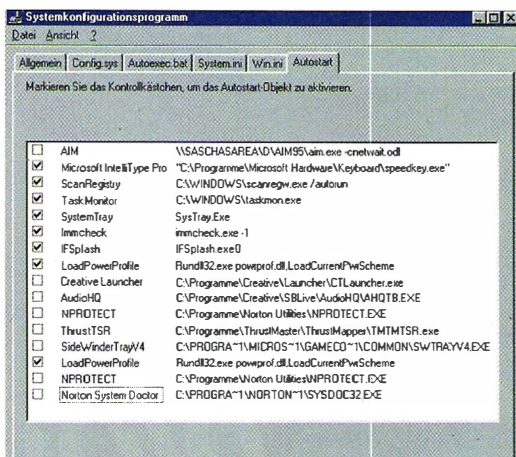 Systemkonfigurationsprogramm
Datei Ansicht ?
Allgemein Config.sys Autoexec.bat System.ini Win.ini Autostart
Markieren Sie das Kontrollkästchen, um das Autostart-Objekt zu aktivieren.
AIM \\SASCHASAREA\D\AIM95\aim.exe -cnetwait.odl
Microsoft IntelliType Pro "C:\Programme\Microsoft Hardware\Keyboard\speedkey.exe"
ScanRegistry C:\WINDOWS\scanregw.exe /autorun
TaskMonitor C:\WINDOWS\taskmon.exe
SystemTray SysTray.Exe
Immcheck immcheck.exe -1
IFSplash IFSplash.exe0
LoadPowerProfile Rundll32.exe powrprof.dll,LoadCurrentPwrScheme
Creative Launcher C:\Programme\Creative\Launcher\CTLauncher.exe
AudioHQ C:\Programme\Creative\SBLive\AudioHQ\AHQTB.EXE
NPROTECT C:\Programme\Norton Utilities\NPROTECT.EXE
ThrustTSR C:\Programme\ThrustMaster\ThrustMapper\TMTMTSR.exe
SideWinderTrayV4 C:\PROGRA~1\MICROS~1\GAMECO~1\COMMON\SWTRAYV4.EXE
LoadPowerProfile Rundll32.exe powrprof.dll,LoadCurrentPwrScheme
NPROTECT C:\Programme\Norton Utilities\NPROTECT.EXE
Norton System Doctor C:\PROGRA~1\NORTON~1\SYSDOC32.EXE